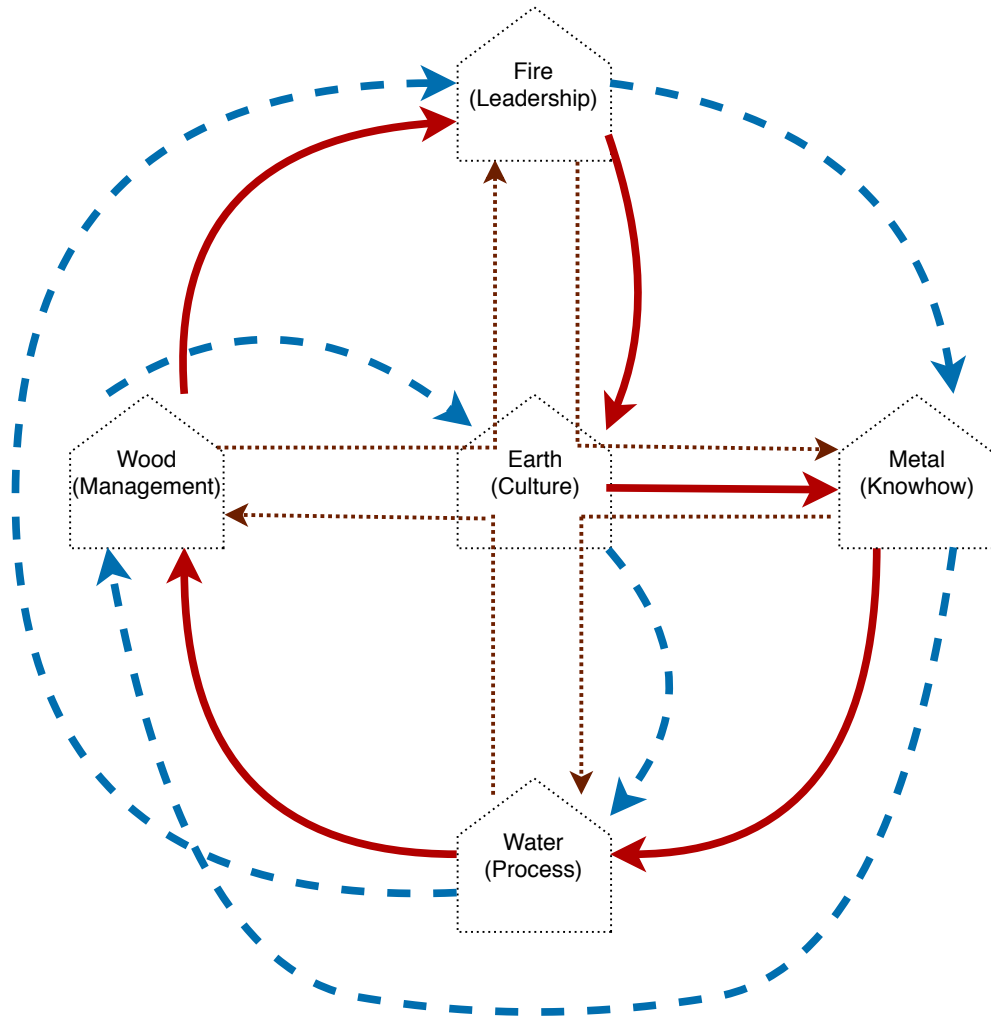 Fire
(Leadership)
Wood
(Management)
Earth
(Culture)
Metal
(Knowhow)
Water
(Process)